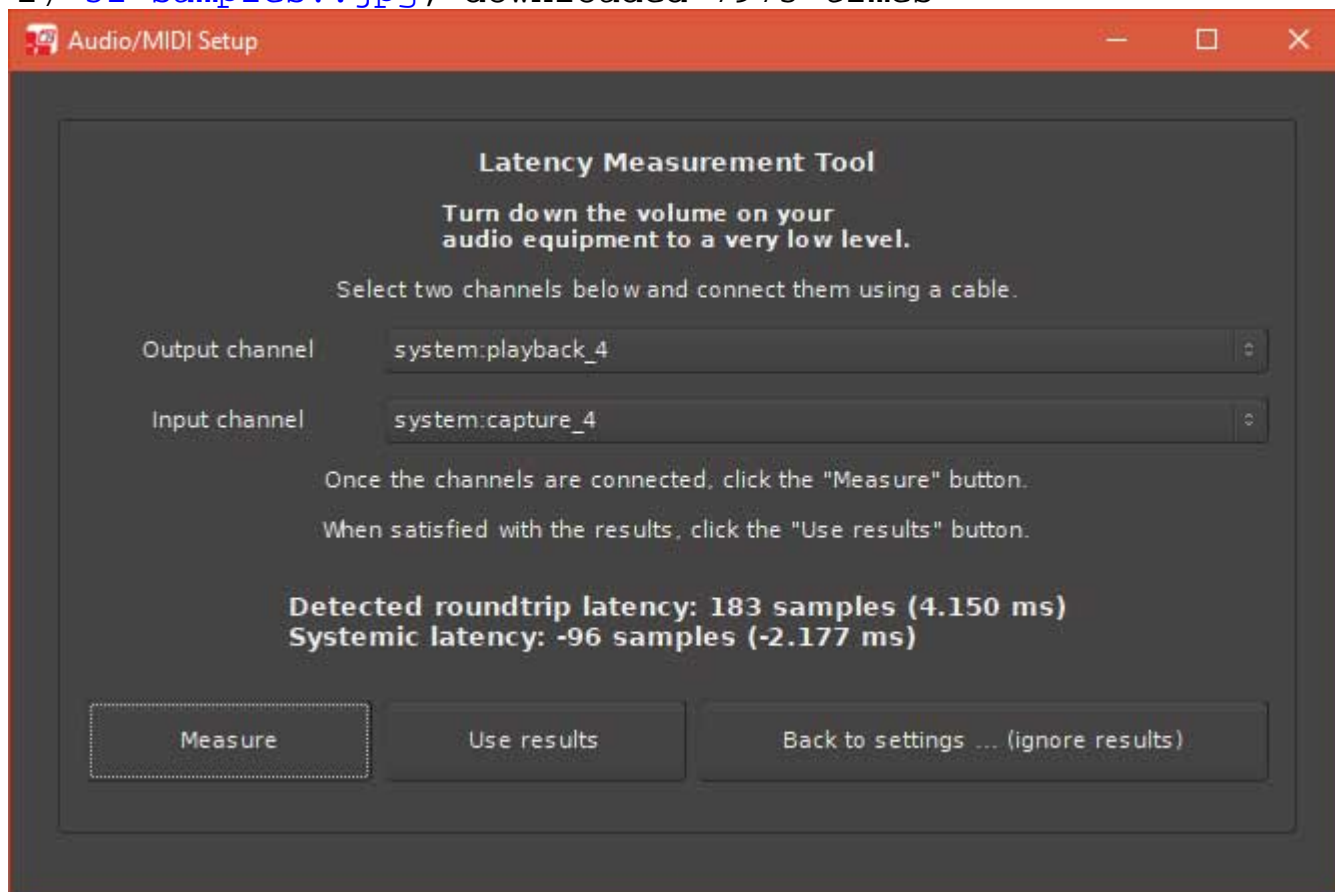 Audio/MIDI Setup
Latency Measurement Tool
Turn down the volume on your
audio equipment to a very low level.
Select two channels below and connect them using a cable.
Output channel system:playback_4
Input channel system:capture_4
Once the channels are connected, click the "Measure" button.
When satisfied with the results, click the "Use results" button.
Detected roundtrip latency: 183 samples (4.150 ms)
Systemic latency: -96 samples (-2.177 ms)
Measure Use results Back to settings ... (ignore results)